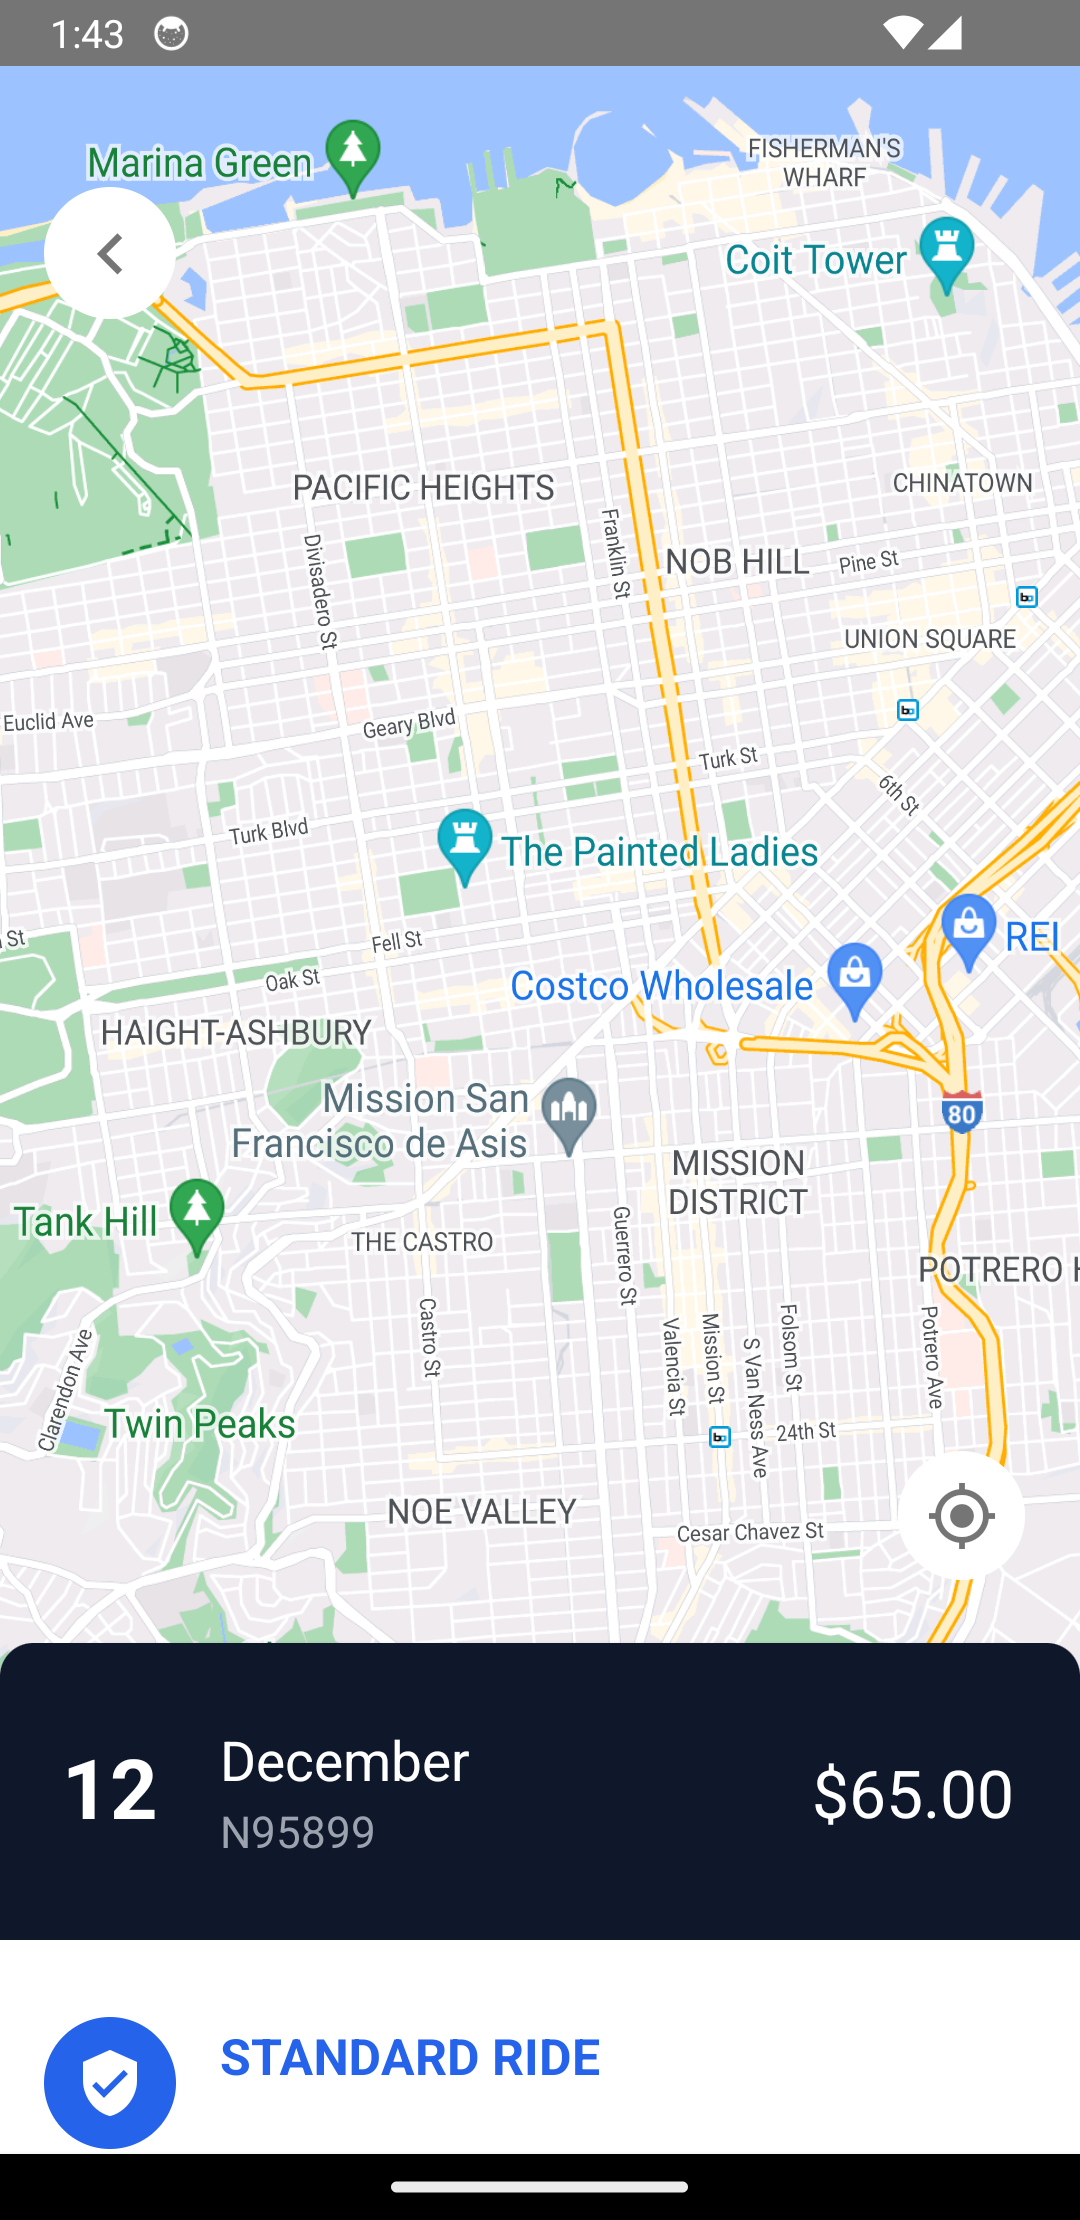 1:43
Marina Green
FISHERMAN'S
WHARF
Coit Tower
PACIFIC HEIGHTS
CHINATOWN
Franklin St
Divisadero St
NOB HILL
Pine St
UNION SQUARE
Euclid Ave
Geary Blvd
Turk St
6th St
Turk Blvd
The Painted Ladies
St
Fell St
REI
Oak St
Costco Wholesale
HAIGHT-ASHBURY
Mission San
Francisco de Asis
80
MISSION
DISTRICT
Tank Hill
THE CASTRO
Guerrero St
POTRERO H
Castro St
Clarendon Ave
Valencia St
Mission St
S Van Ness Ave
Folsom St
Potrero Ave
Twin Peaks
24th St
NOE VALLEY
Cesar Chavez St
12
December
N95899
$65.00
STANDARD RIDE